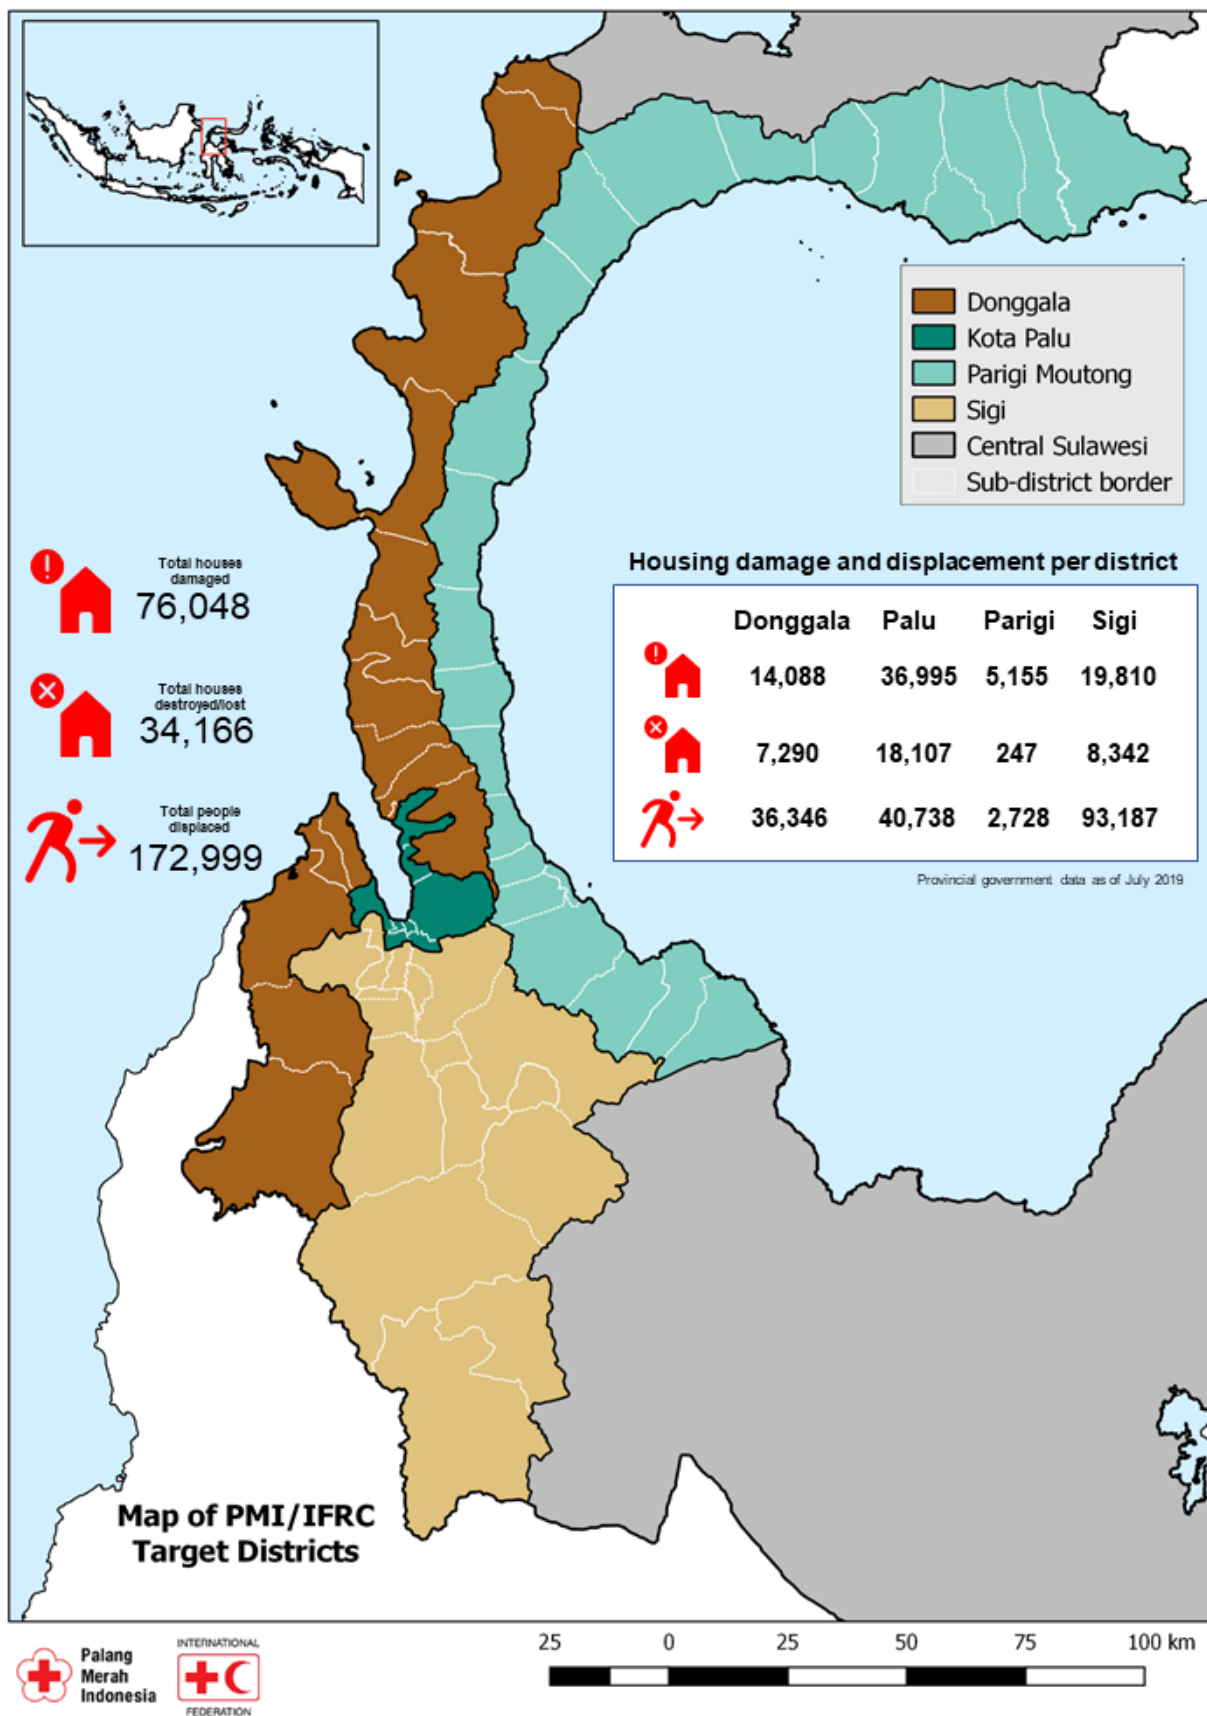 Donggala
Kota Palu
Parigi Moutong
Sigi
Central Sulawesi
Sub-district border
Total houses
damaged
76,048
Total houses
destroyed/lost
34,166
Total people
displaced
172,999
Housing damage and displacement per district
Donggala Palu Parigi Sigi
14,088 36,995 5,155 19,810
7,290 18,107 247 8,342
36,346 40,738 2,728 93,187
Provincial government data as of July 2019
Map of PMI/IFRC
Target Districts
Palang
Merah
Indonesia
INTERNATIONAL
FEDERATION
25 0 25 50 75 100 km